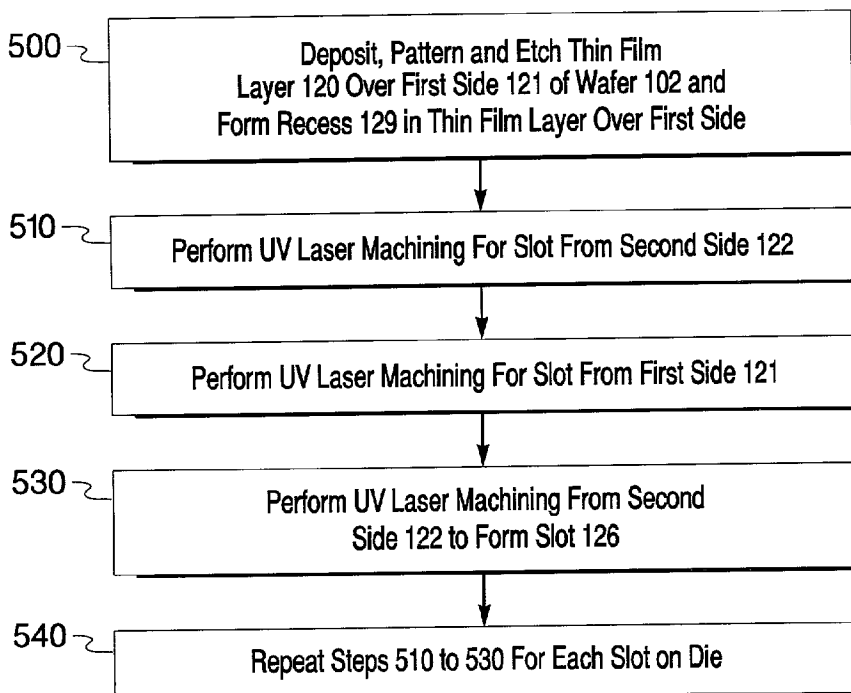 500
Deposit, Pattern and Etch Thin Film
Layer 120 Over First Side 121 of Wafer 102 and
Form Recess 129 in Thin Film Layer Over First Side
510
Perform UV Laser Machining For Slot From Second Side 122
520
Perform UV Laser Machining For Slot From First Side 121
530
Perform UV Laser Machining From Second
Side 122 to Form Slot 126
540
Repeat Steps 510 to 530 For Each Slot on Die